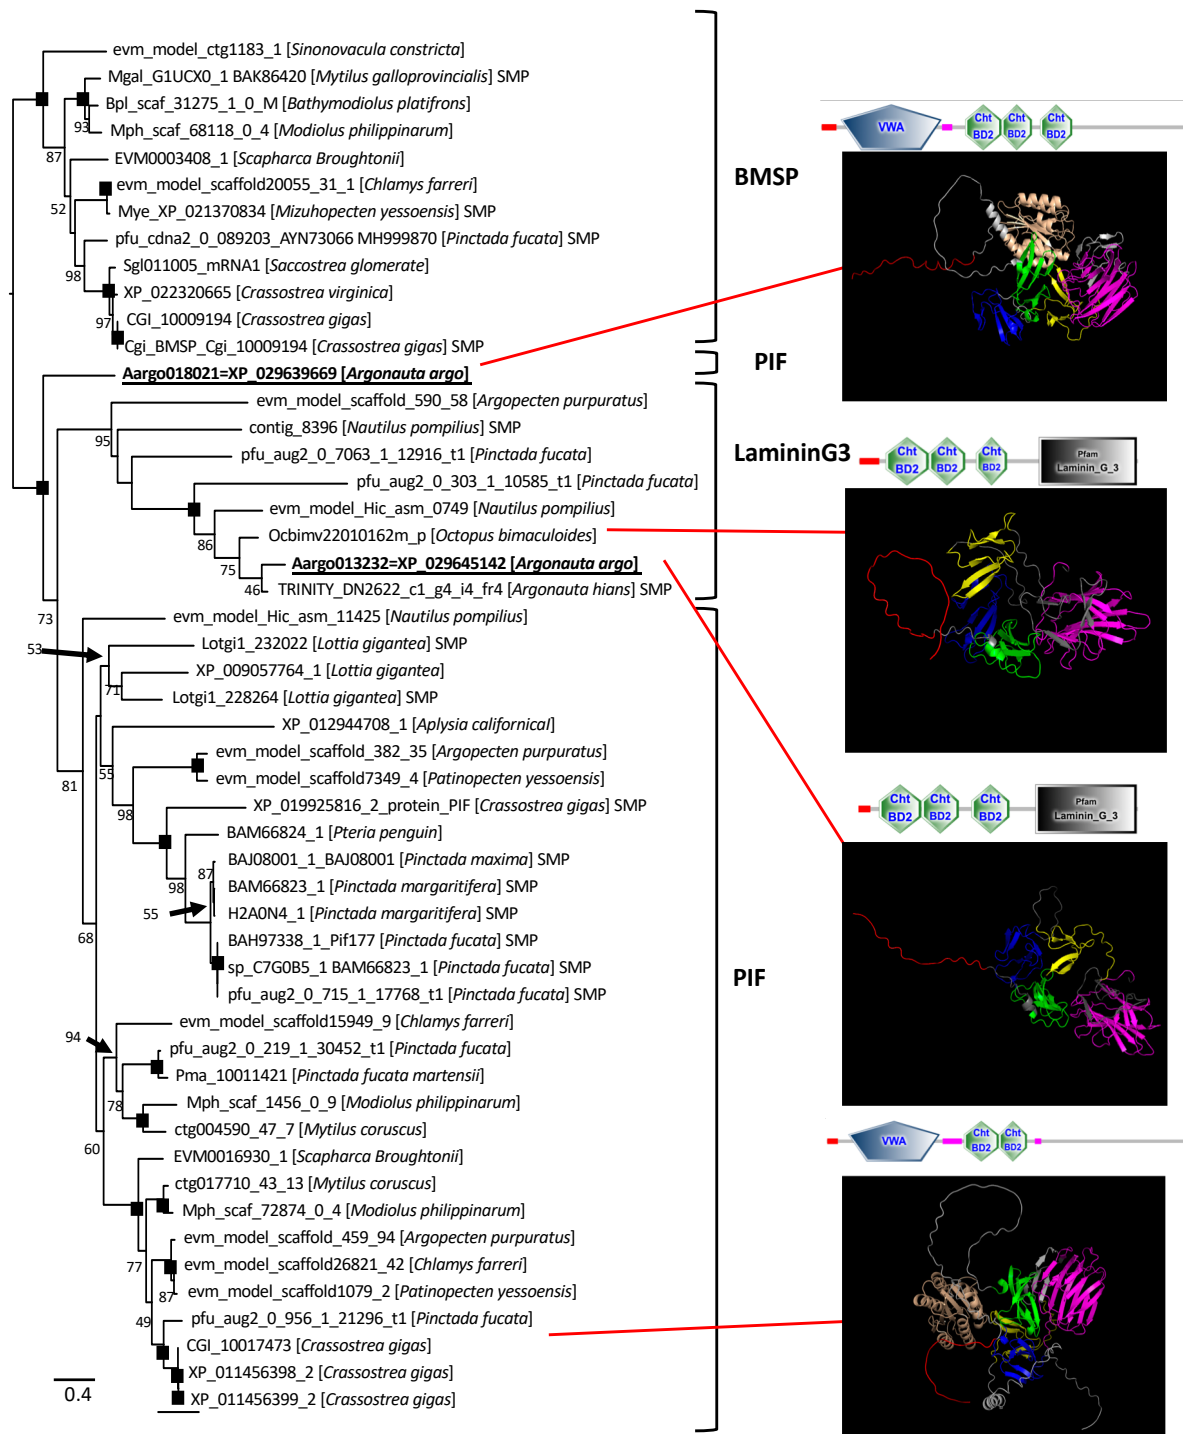 evm_model_ctg1183_1 [Sinonovacula constricta]
Mgal_G1UCX0_1 BAK86420 [Mytilus galloprovincialis] SMP
Bpl_scaf_31275_1_0_M [Bathymodiolus platifrons]
93
Mph_scaf_68118_0_4 [Modiolus philippinarum]
87
EVM0003408_1 [Scapharca Broughtonii]
evm_model_scaffold20055_31_1 [Chlamys farreri]
52
Mye_XP_021370834 [Mizuhopecten yessoensis] SMP
pfu_cdna2_0_089203_AYN73066 MH999870 [Pinctada fucata] SMP
98
Sgl011005_mRNA1 [Saccostrea glomerate]
XP_022320665 [Crassostrea virginica]
97
CGI_10009194 [Crassostrea gigas]
Cgi_BMSP_Cgi_10009194 [Crassostrea gigas] SMP
Aargo018021=XP_029639669 [Argonauta argo]
evm_model_scaffold_590_58 [Argopecten purpuratus]
95
contig_8396 [Nautilus pompilius] SMP
pfu_aug2_0_7063_1_12916_t1 [Pinctada fucata]
pfu_aug2_0_303_1_10585_t1 [Pinctada fucata]
evm_model_Hic_asm_0749 [Nautilus pompilius]
86
Ocbimv22010162m_p [Octopus bimaculoides]
75
Aargo013232=XP_029645142 [Argonauta argo]
46
TRINITY_DN2622_c1_g4_i4_fr4 [Argonauta hians] SMP
73
evm_model_Hic_asm_11425 [Nautilus pompilius]
53
Lotgi1_232022 [Lottia gigantea] SMP
XP_009057764_1 [Lottia gigantea]
71
Lotgi1_228264 [Lottia gigantea] SMP
XP_012944708_1 [Aplysia californical]
evm_model_scaffold_382_35 [Argopecten purpuratus]
55
evm_model_scaffold7349_4 [Patinopecten yessoensis]
81
98
XP_019925816_2_protein_PIF [Crassostrea gigas] SMP
BAM66824_1 [Pteria penguin]
BAJ08001_1_BAJ08001 [Pinctada maxima] SMP
87
98
BAM66823_1 [Pinctada margaritifera] SMP
55
H2A0N4_1 [Pinctada margaritifera] SMP
68
BAH97338_1_Pif177 [Pinctada fucata] SMP
sp_C7G0B5_1 BAM66823_1 [Pinctada fucata] SMP
pfu_aug2_0_715_1_17768_t1 [Pinctada fucata] SMP
evm_model_scaffold15949_9 [Chlamys farreri]
94
pfu_aug2_0_219_1_30452_t1 [Pinctada fucata]
Pma_10011421 [Pinctada fucata martensii]
78
Mph_scaf_1456_0_9 [Modiolus philippinarum]
ctg004590_47_7 [Mytilus coruscus]
60
EVM0016930_1 [Scapharca Broughtonii]
ctg017710_43_13 [Mytilus coruscus]
Mph_scaf_72874_0_4 [Modiolus philippinarum]
evm_model_scaffold_459_94 [Argopecten purpuratus]
77
evm_model_scaffold26821_42 [Chlamys farreri]
evm_model_scaffold1079_2 [Patinopecten yessoensis]
87
pfu_aug2_0_956_1_21296_t1 [Pinctada fucata]
49
CGI_10017473 [Crassostrea gigas]
XP_011456398_2 [Crassostrea gigas]
XP_011456399_2 [Crassostrea gigas]
0.4
BMSP
PIF
LamininG3
PIF
VWA
Cht BD2
Cht BD2
Cht BD2
Cht BD2
Cht BD2
Cht BD2
Pfam
Laminin_G_3
Cht BD2
Cht BD2
Cht BD2
Pfam
Laminin_G_3
VWA
Cht BD2
Cht BD2